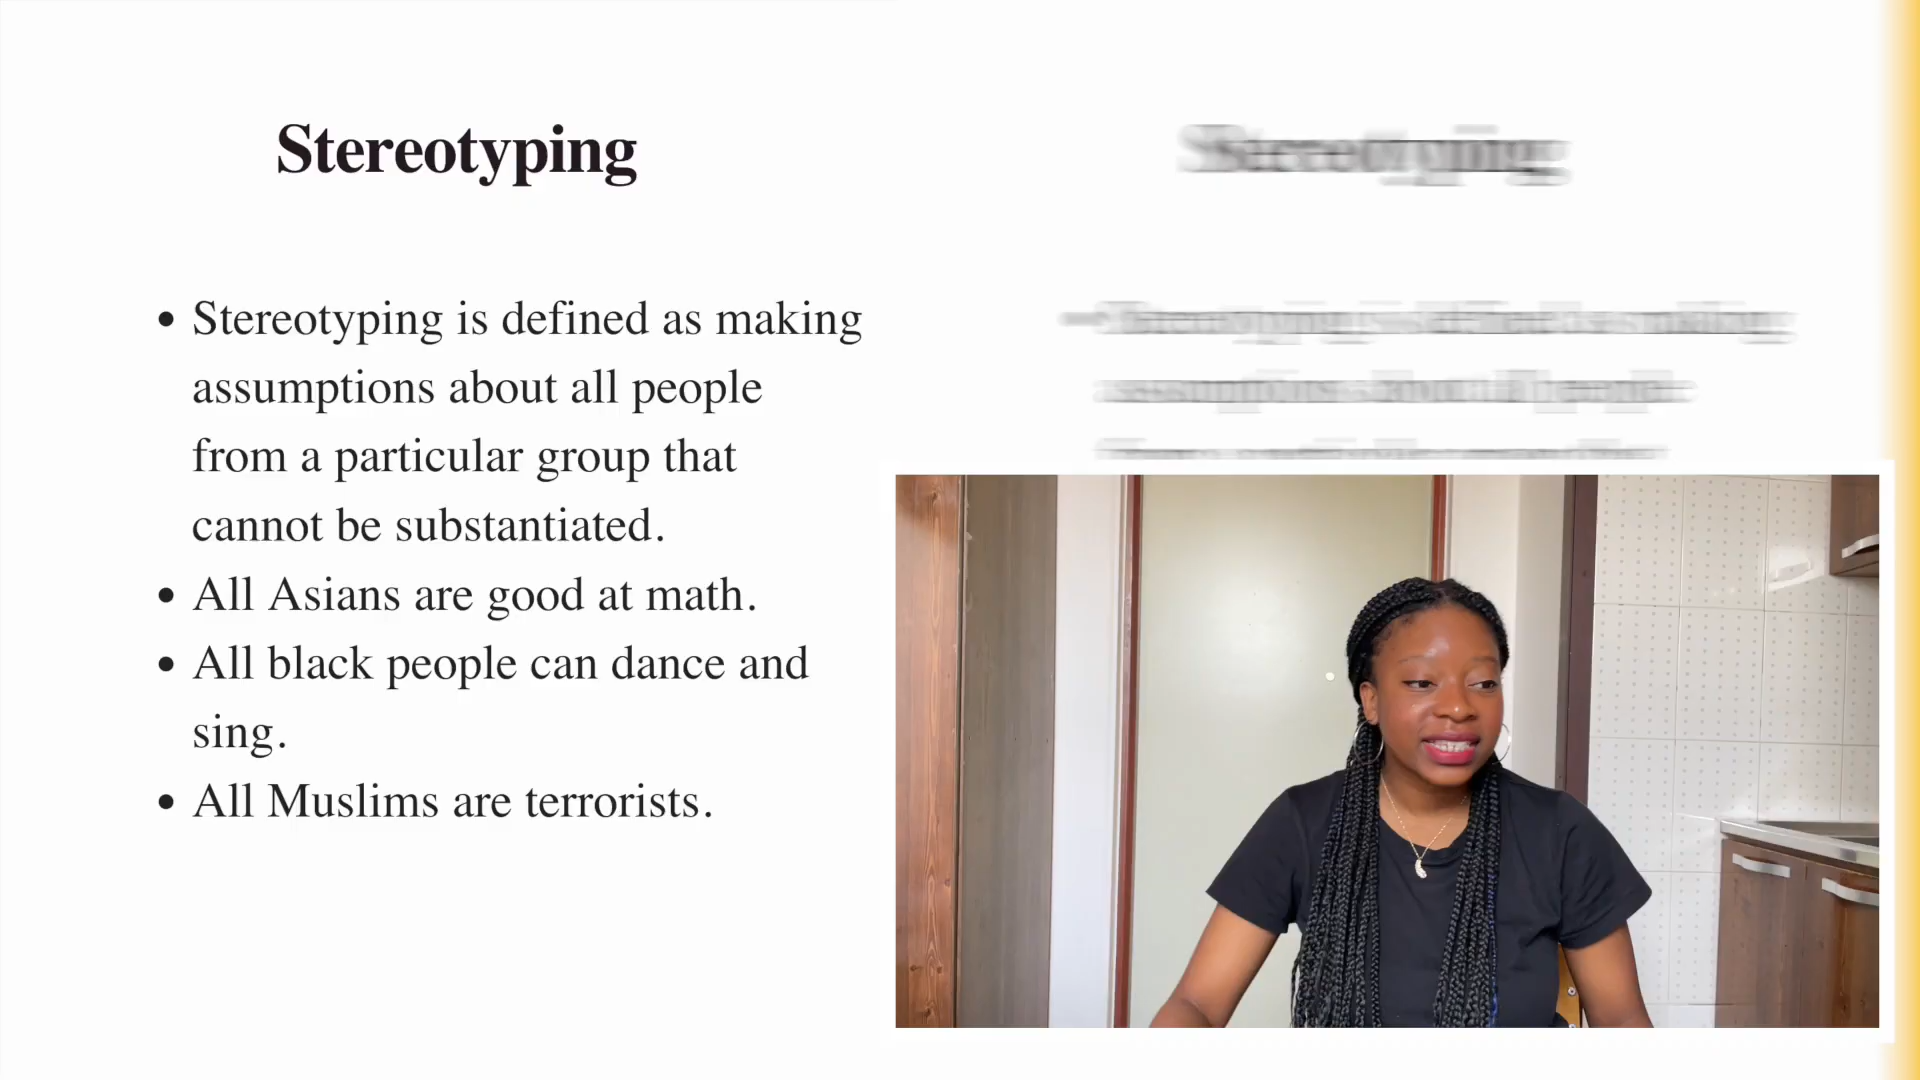 Stereotyping
• Stereotyping is defined as making
assumptions about all people
from a particular group that
cannot be substantiated.
• All Asians are good at math.
• All black people can dance and
sing.
• All Muslims are terrorists.